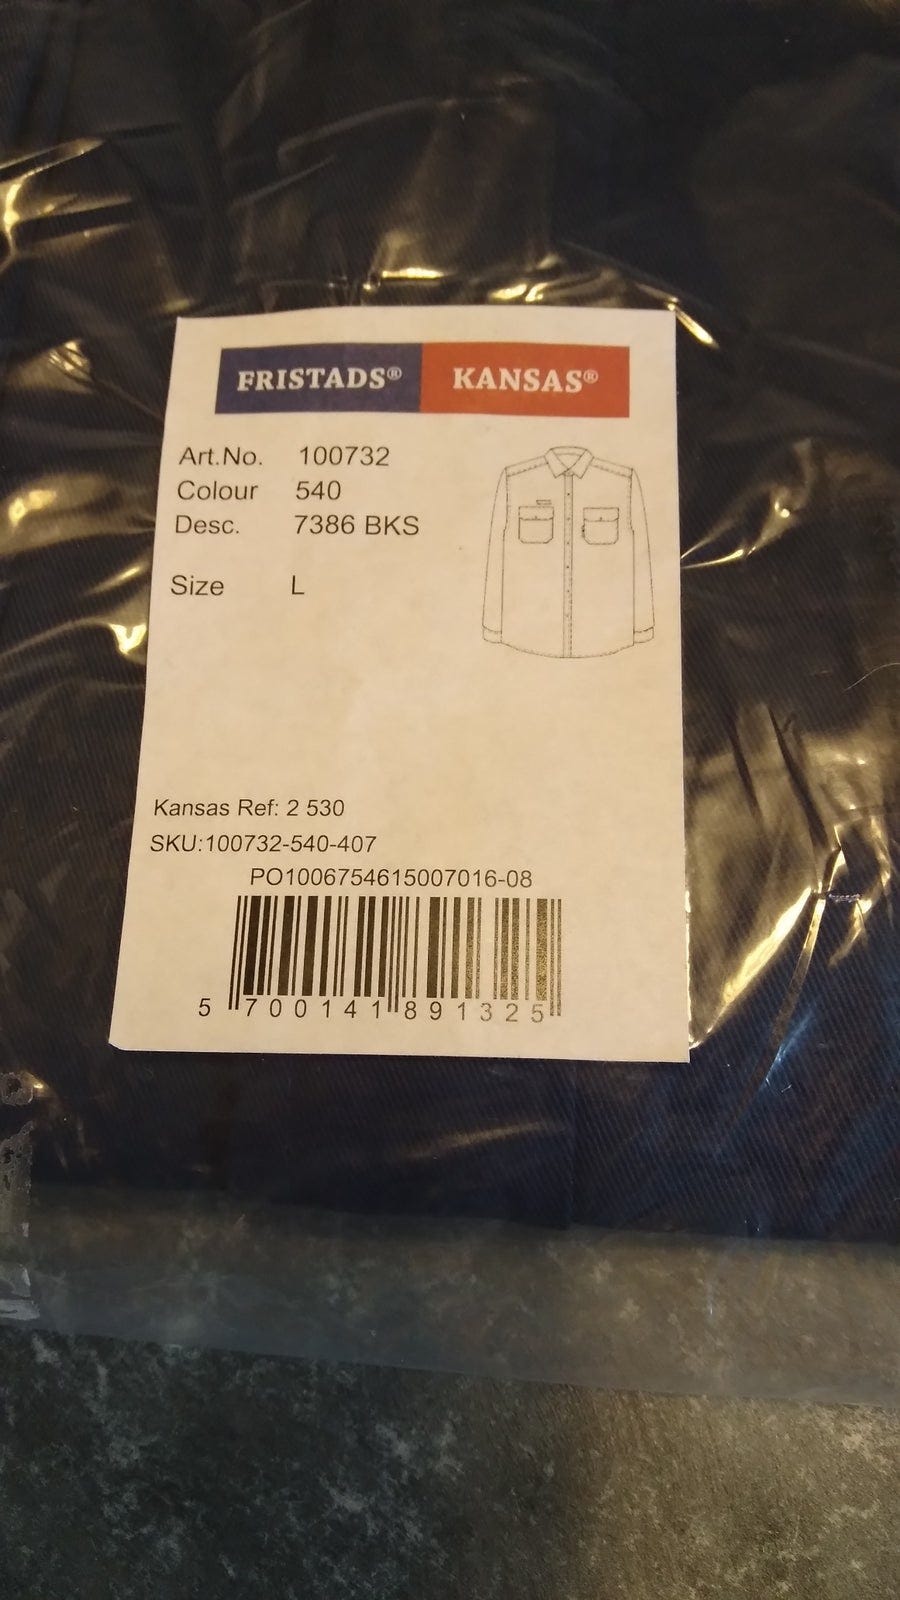 FRISTADS® KANSAS®
Art.No. 100732
Colour 540
Desc. 7386 BKS
Size L
Kansas Ref: 2 530
SKU:100732-540-407
PO1006754615007016-08
5 700141 891325